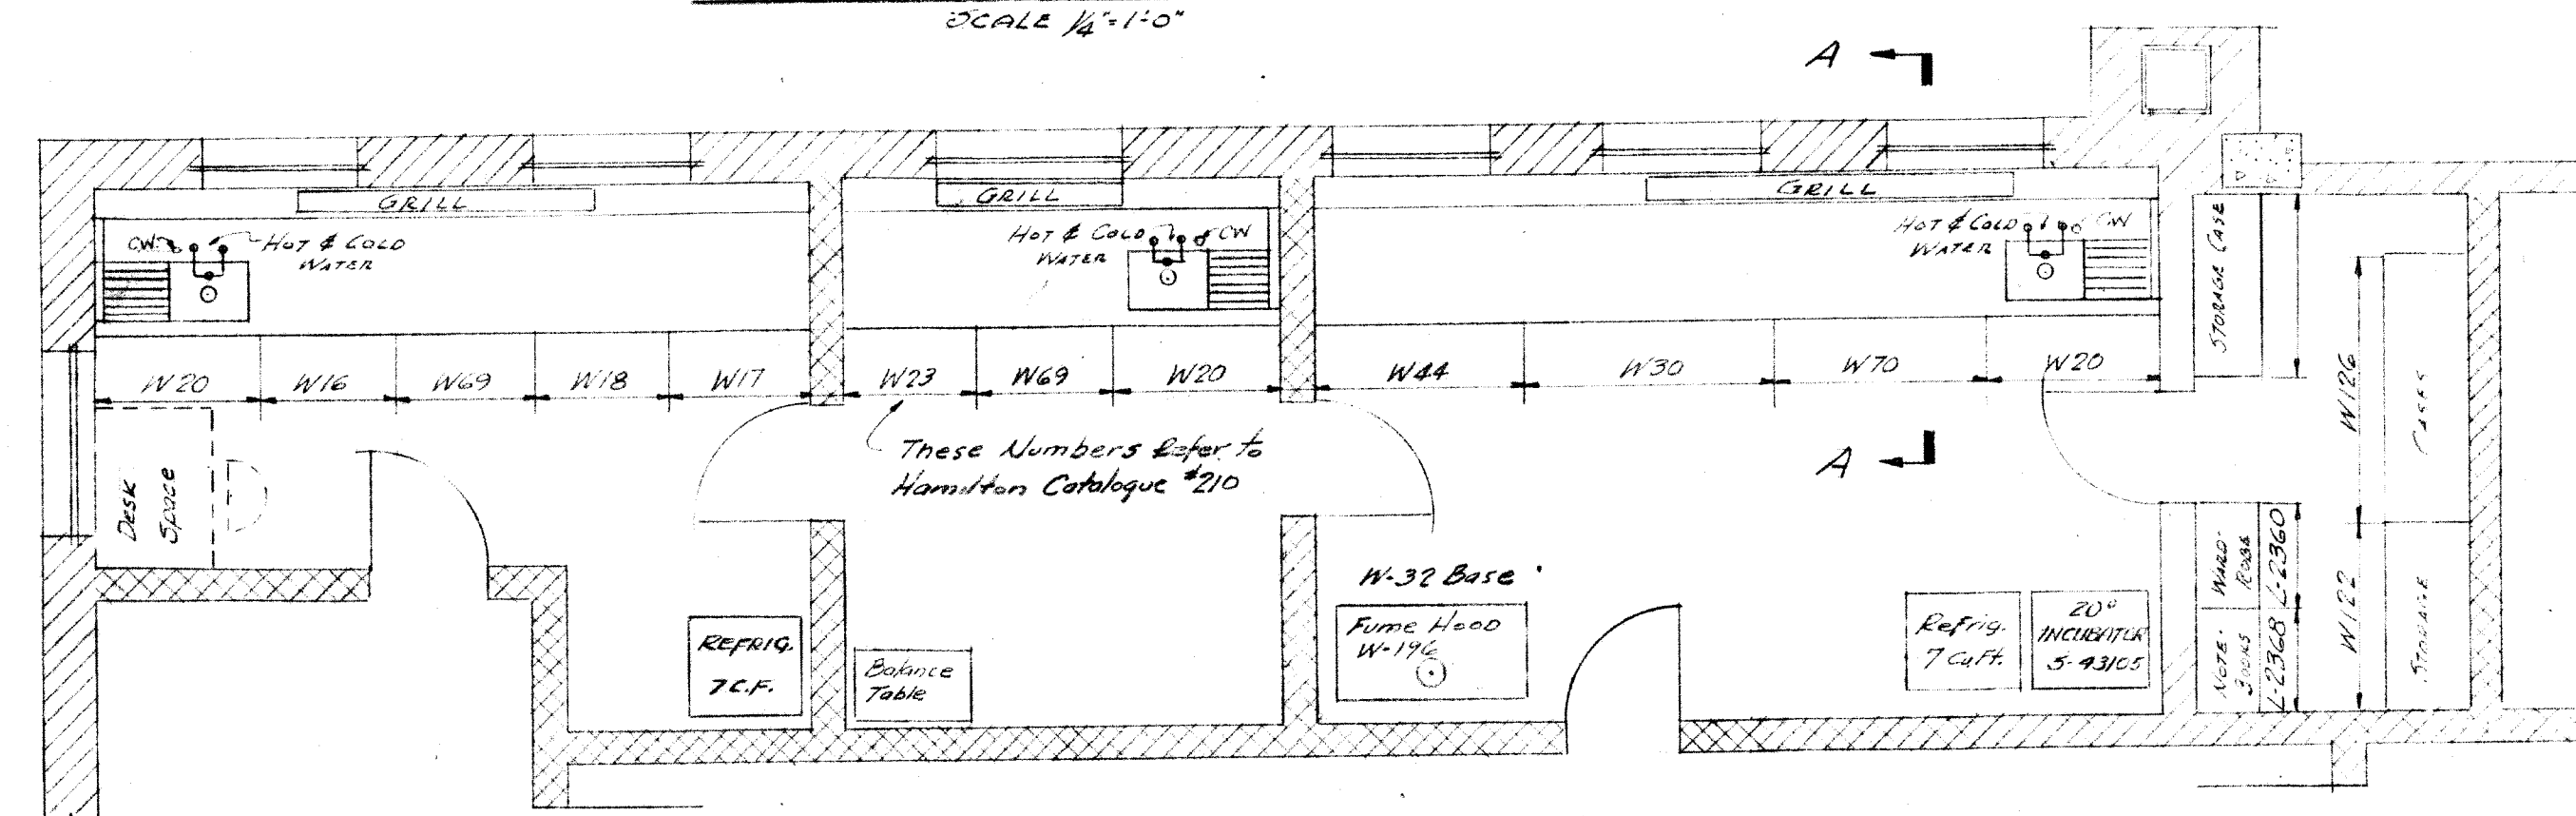 SCALE 1/4"=1'-0"
A
GRILL
GRILL
GRILL
CW
HOT & COLD
WATER
HOT & COLD
WATER
CW
HOT & COLD
WATER
CW
STORAGE CASE
W20
W16
W69
W18
W17
W23
W69
W20
W44
W30
W70
W20
W126
CASES
These Numbers Refer to
Hamilton Catalogue #210
A
Desk
Space
W-32 Base
Fume Hood
W-196
REFRIG.
7 C.F.
Balance
Table
Refrig.
7 Cu Ft.
20°
INCUBATOR
S-43105
WARD-
ROBE
L-2360
NOTE-
BOOKS
L-2368
W122
STORAGE